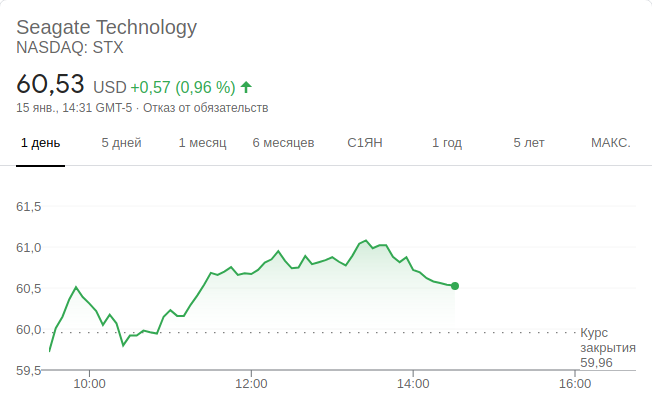 Seagate Technology
NASDAQ: STX
60,53 USD +0,57 (0,96 %)
15 янв., 14:31 GMT-5 · Отказ от обязательств
1 день 5 дней 1 месяц 6 месяцев С1ЯН 1 год 5 лет МАКС.
61,5
61,0
60,5
60,0
59,5
Курс
закрытия
59,96
10:00 12:00 14:00 16:00